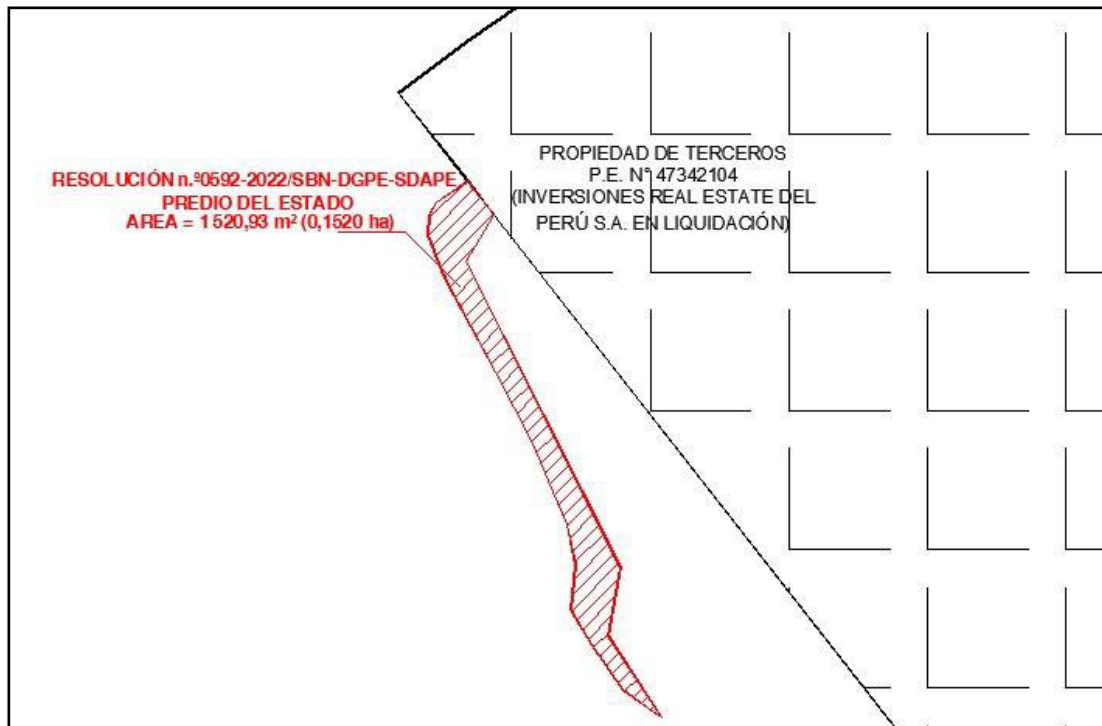 RESOLUCIÓN n.º0592-2022/SBN-DGPE-SDAPE
PREDIO DEL ESTADO
AREA = 1 520,93 m² (0,1520 ha)
PROPIEDAD DE TERCEROS
P.E. N° 47342104
(INVERSIONES REAL ESTATE DEL
PERÚ S.A. EN LIQUIDACIÓN)